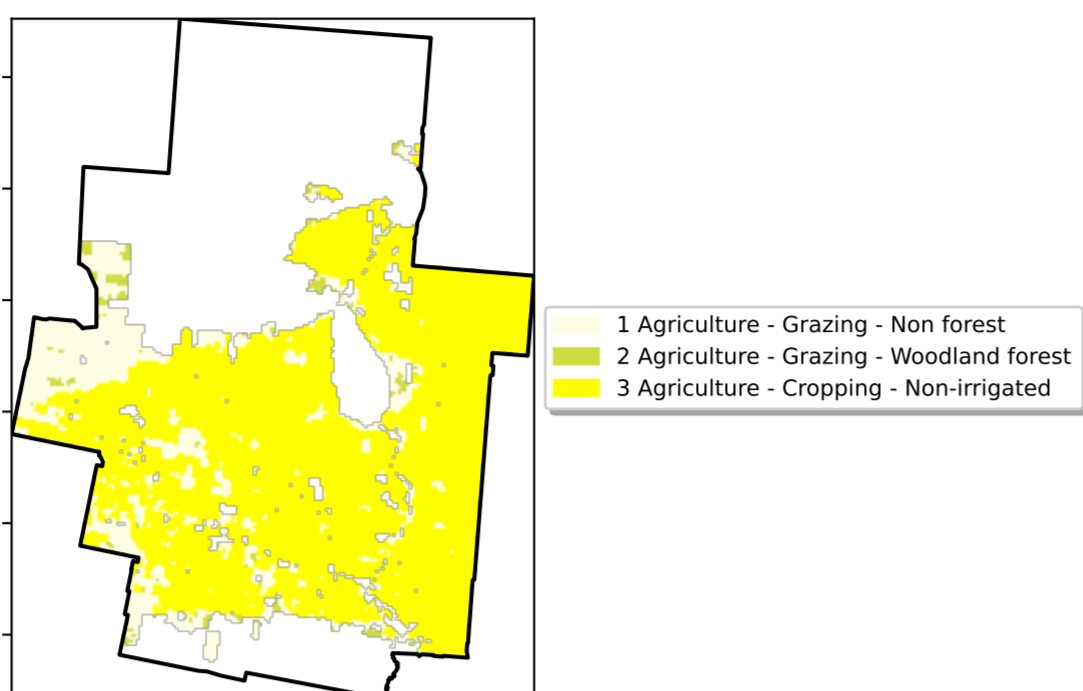 1 Agriculture - Grazing - Non forest
2 Agriculture - Grazing - Woodland forest
3 Agriculture - Cropping - Non-irrigated